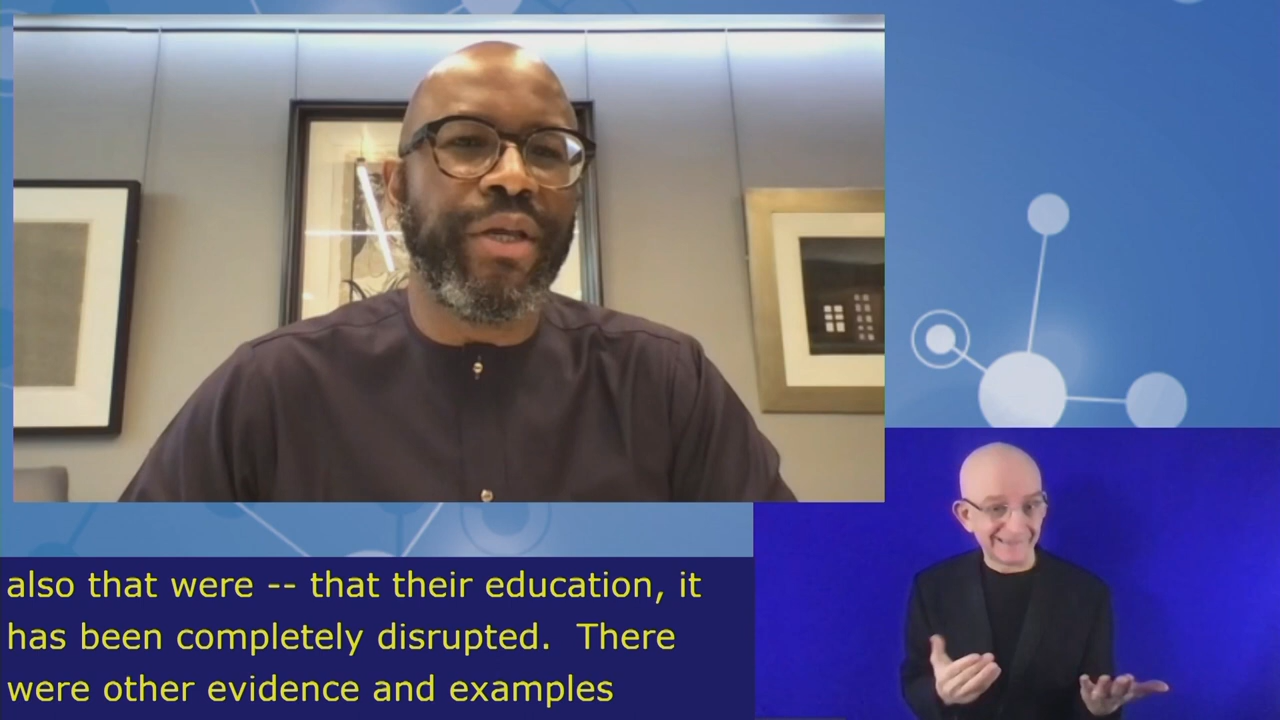 also that were -- that their education, it
has been completely disrupted.  There
were other evidence and examples